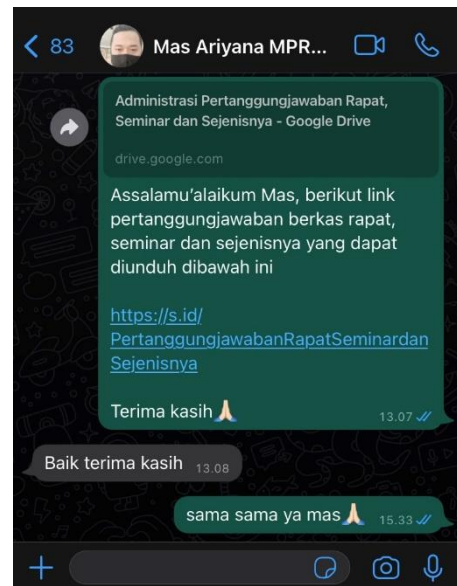 83
Mas Ariyana MPR...
Administrasi Pertanggungjawaban Rapat,
Seminar dan Sejenisnya - Google Drive
drive.google.com
Assalamu'alaikum Mas, berikut link
pertanggungjawaban berkas rapat,
seminar dan sejenisnya yang dapat
diunduh dibawah ini
https://s.id/
PertanggungjawabanRapatSeminardan
Sejenisnya
Terima kasih🙏🏻
13.07
Baik terima kasih 13.08
sama sama ya mas🙏🏻 15.33